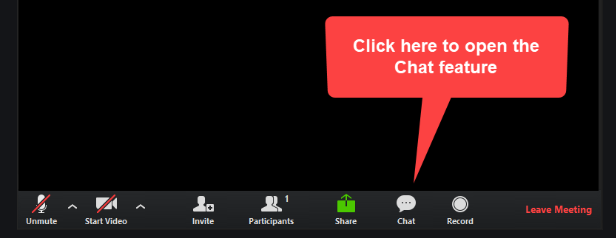 Click here to open the
Chat feature
1
Unmute
Start Video
Invite
Participants
Share
Chat
Record
Leave Meeting